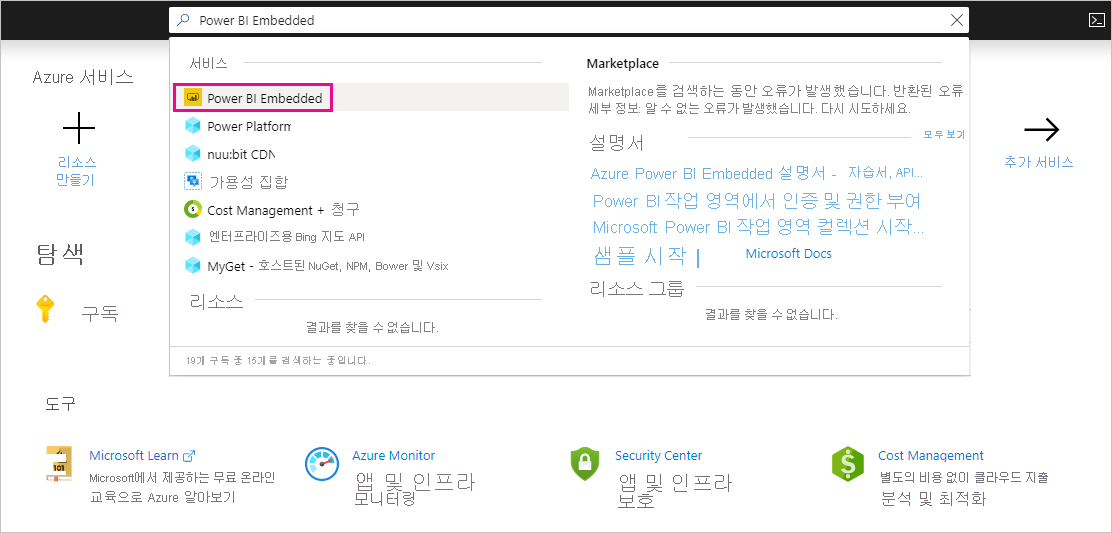 Power BI Embedded
Azure 서비스
리소스
만들기
탐색
구독
서비스
Power BI Embedded
Power Platform
nuu:bit CDN
가용성 집합
Cost Management + 청구
엔터프라이즈용 Bing 지도 API
MyGet - 호스트된 NuGet, NPM, Bower 및 Vsix
리소스
결과를 찾을 수 없습니다.
19개 구독 중 15개를 검색하는 중입니다.
Marketplace
Marketplace를 검색하는 동안 오류가 발생했습니다. 반환된 오류
세부 정보: 알 수 없는 오류가 발생했습니다. 다시 시도하세요.
설명서
모두 보기
Azure Power BI Embedded 설명서 - 자습서, API...
Power BI 작업 영역에서 인증 및 권한 부여
Microsoft Power BI 작업 영역 컬렉션 시작...
샘플 시작 | Microsoft Docs
리소스 그룹
결과를 찾을 수 없습니다.
추가 서비스
도구
Microsoft Learn
Microsoft에서 제공하는 무료 온라인
교육으로 Azure 알아보기
Azure Monitor
앱 및 인프라
모니터링
Security Center
앱 및 인프라
보호
Cost Management
별도의 비용 없이 클라우드 지출
분석 및 최적화